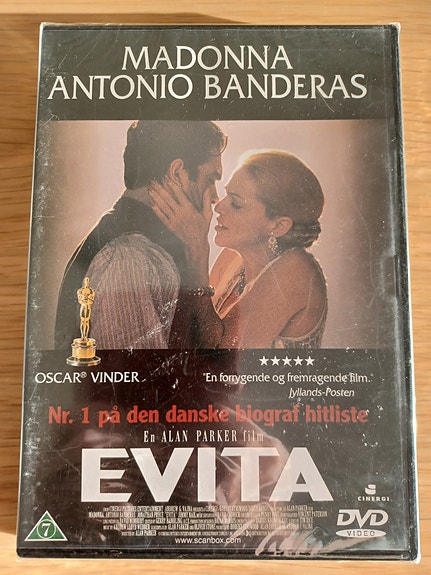 MADONNA
ANTONIO BANDERAS
OSCAR® VINDER
★★★★★
"En forrygende og fremragende film."
Jyllands-Posten
Nr. 1 på den danske biograf hitliste
En ALAN PARKER film
EVITA
CINERGI
7
DVD
VIDEO
www.scanbox.com